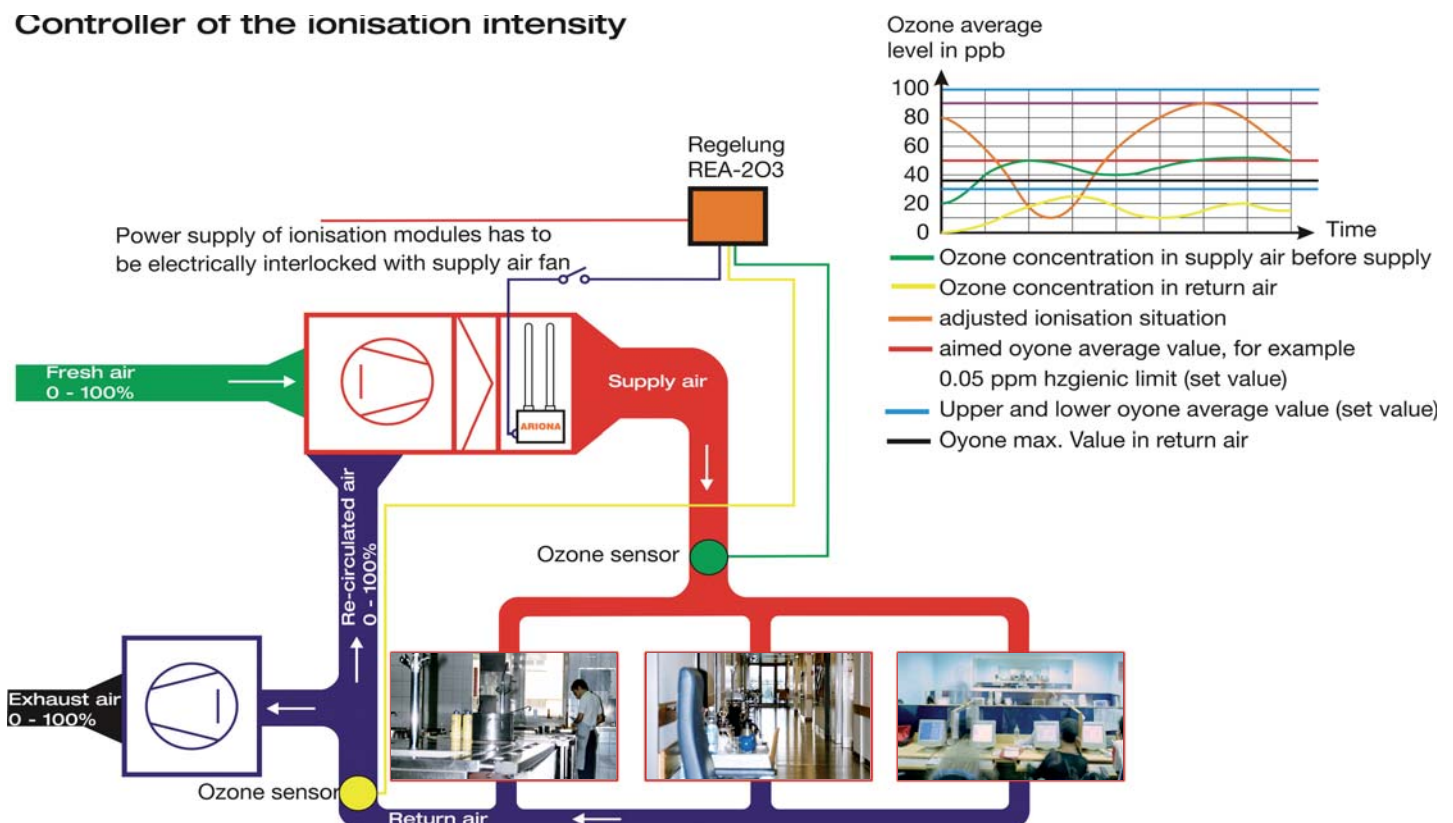 Controller of the ionisation intensity
Ozone average
level in ppb
100
80
60
40
20
0
Time
Regelung
REA-2O3
Power supply of ionisation modules has to
be electrically interlocked with supply air fan
Ozone concentration in supply air before supply
Ozone concentration in return air
adjusted ionisation situation
aimed oyone average value, for example
0.05 ppm hzgienic limit (set value)
Upper and lower oyone average value (set value)
Oyone max. Value in return air
Fresh air
0 - 100%
ARIONA
Supply air
Re-circulated air
0 - 100%
Ozone sensor
Exhaust air
0 - 100%
Ozone sensor
Return air